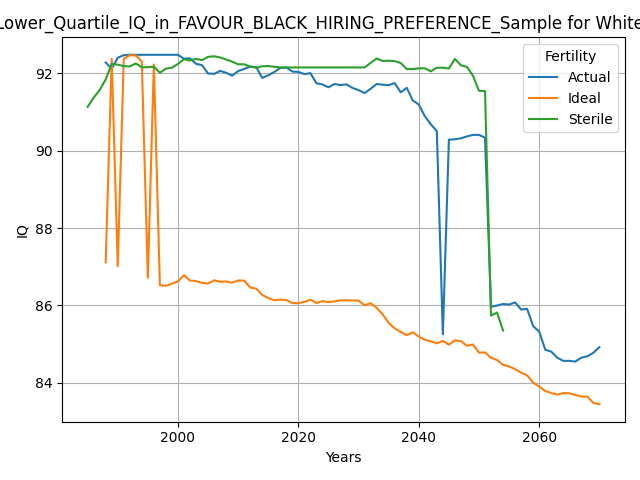 Lower_Quartile_IQ_in_FAVOUR_BLACK_HIRING_PREFERENCE_Sample for White
Fertility
Actual
Ideal
Sterile
92
90
88
86
84
IQ
2000
2020
2040
2060
Years